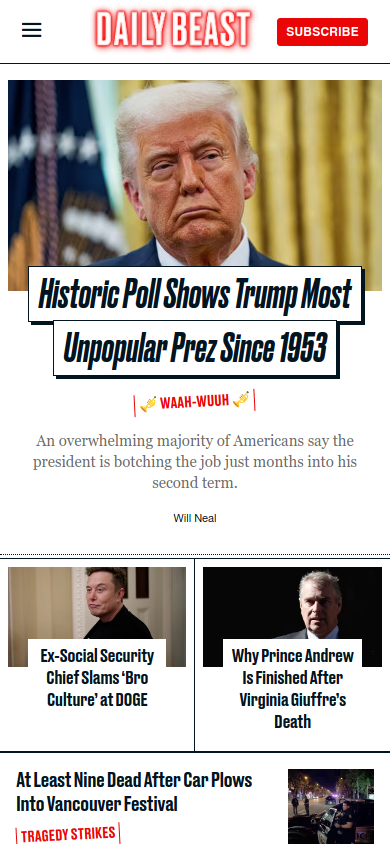 DAILY BEAST
SUBSCRIBE
Historic Poll Shows Trump Most
Unpopular Prez Since 1953
WAAH-WUUH
An overwhelming majority of Americans say the
president is botching the job just months into his
second term.
Will Neal
Ex-Social Security
Chief Slams ‘Bro
Culture’ at DOGE
Why Prince Andrew
Is Finished After
Virginia Giuffre’s
Death
At Least Nine Dead After Car Plows
Into Vancouver Festival
TRAGEDY STRIKES